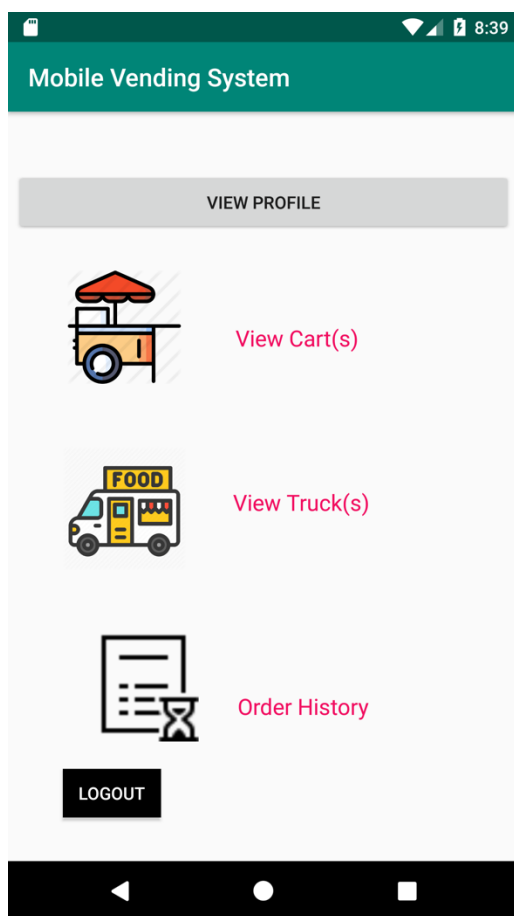 8:39
Mobile Vending System
VIEW PROFILE
View Cart(s)
FOOD
View Truck(s)
Order History
LOGOUT